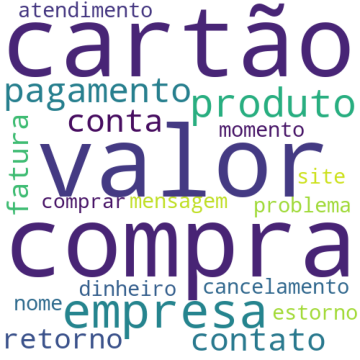 atendimento
cartão
pagamento
produto
conta
momento
fatura
valor
site
comprar
mensagem
problema
compra
dinheiro
cancelamento
nome
empresa
estorno
retorno
contato